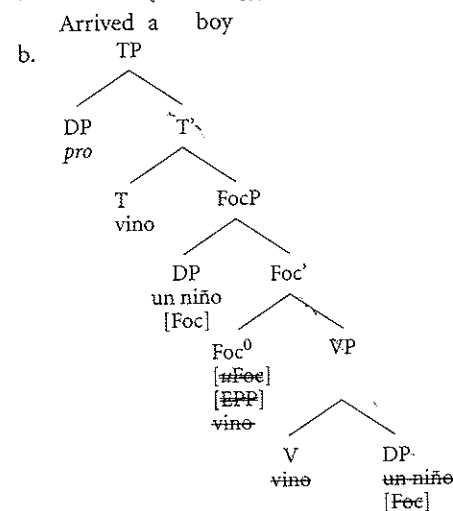 Arrived a boy
b. TP
DP T'
pro
T FocP
vino
DP Foc'
un niño
[Foc]
Foc⁰ VP
[uFoc]
[EPP]
vino
V DP
vino un niño
[Foc]